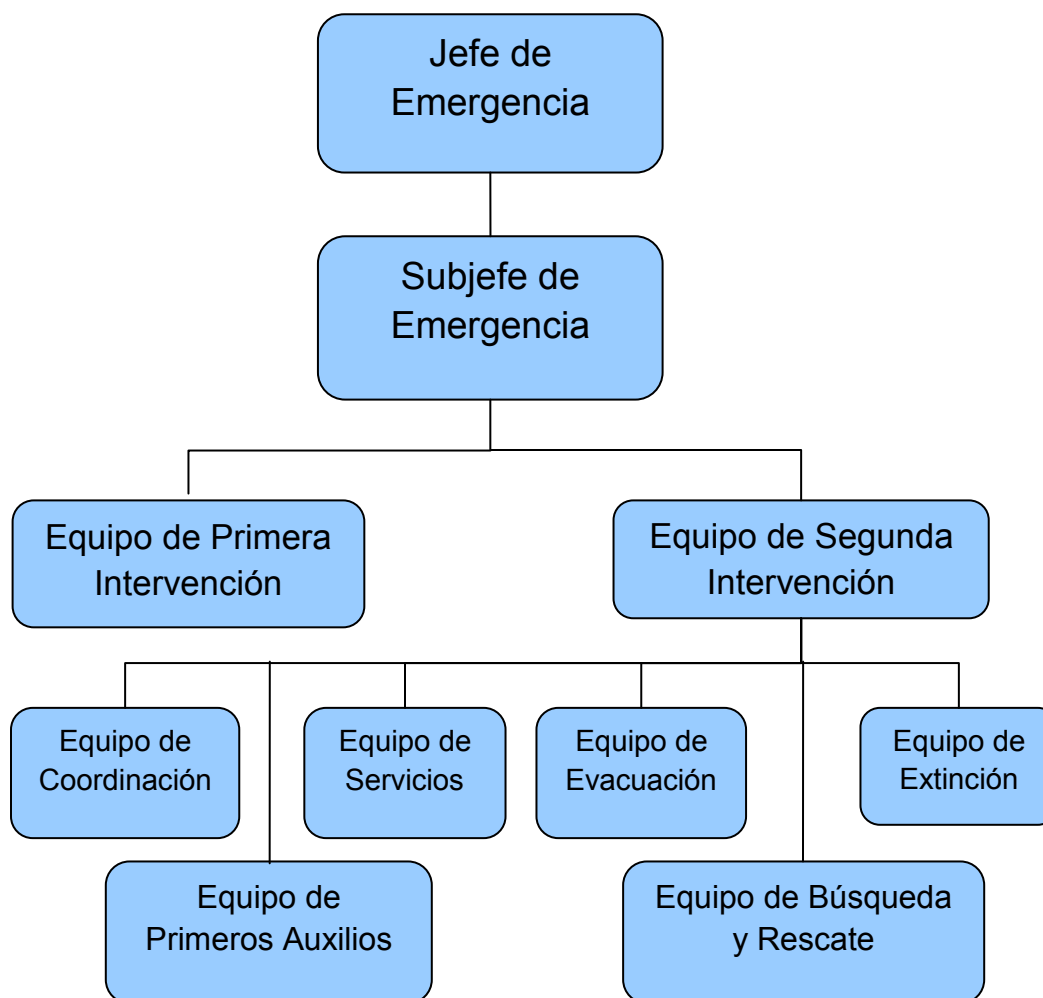 Jefe de
Emergencia
Subjefe de
Emergencia
Equipo de Primera
Intervención
Equipo de Segunda
Intervención
Equipo de
Coordinación
Equipo de
Servicios
Equipo de
Evacuación
Equipo de
Extinción
Equipo de
Primeros Auxilios
Equipo de Búsqueda
y Rescate